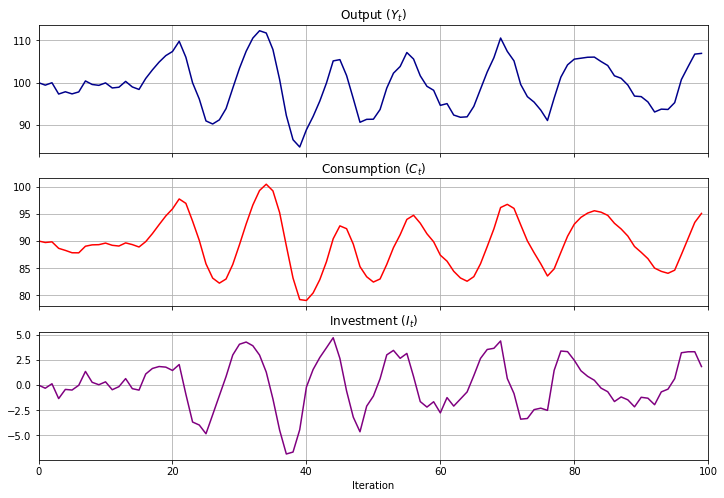 Output (Y_t)
110
100
90
Consumption (C_t)
100
95
90
85
80
Investment (I_t)
5.0
2.5
0.0
−2.5
−5.0
0 20 40 60 80 100
Iteration